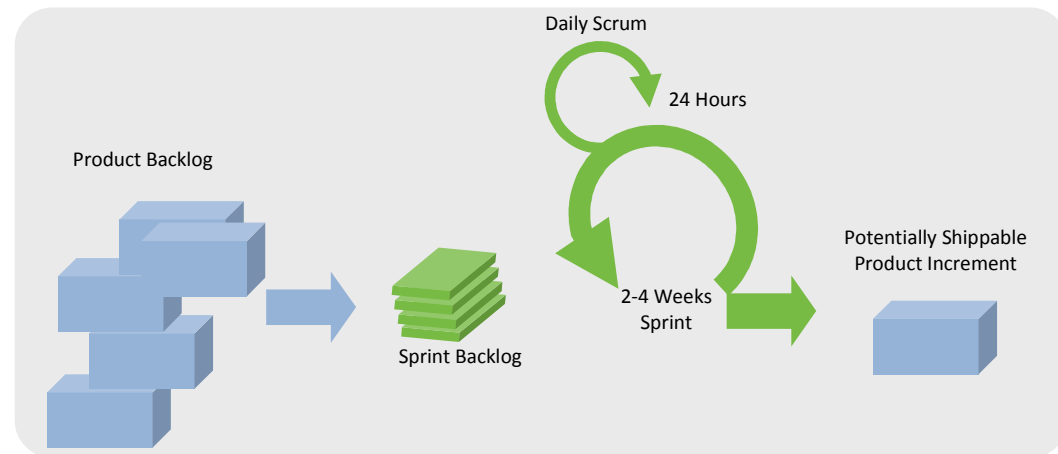 Daily Scrum
24 Hours
Product Backlog
Potentially Shippable
Product Increment
2-4 Weeks
Sprint
Sprint Backlog